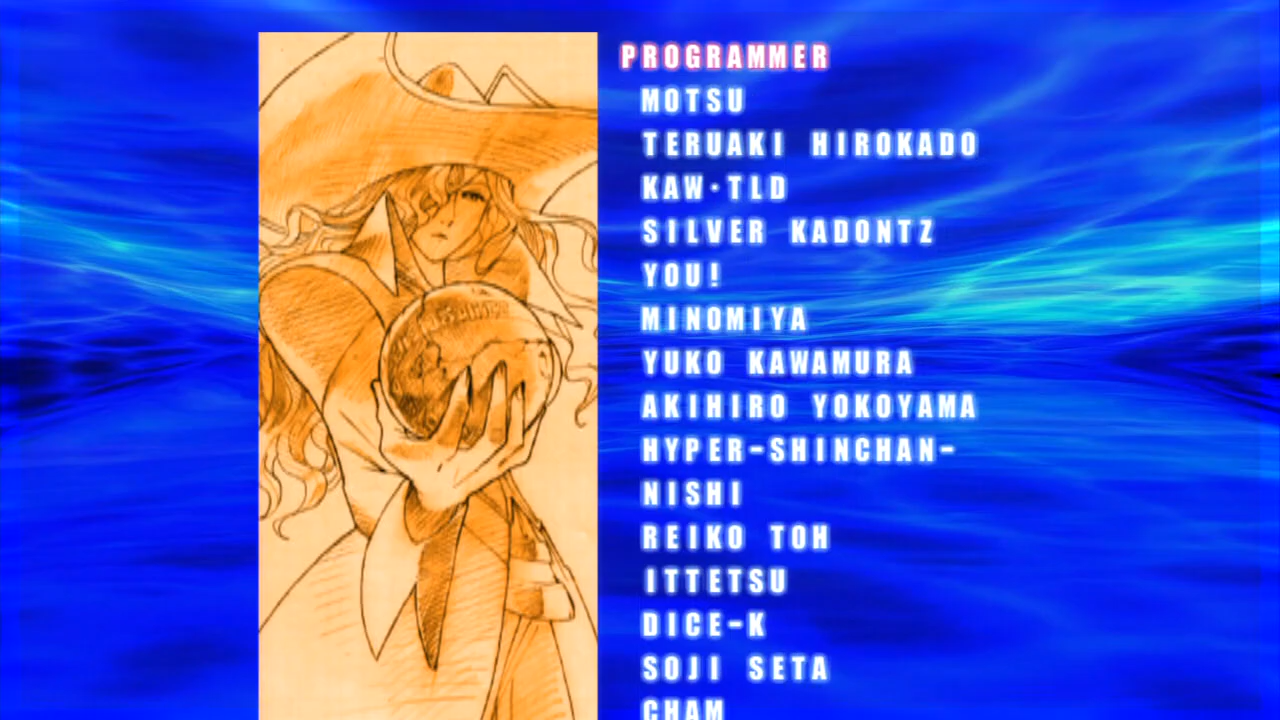 PROGRAMMER
MOTSU
TERUAKI HIROKADO
KAW·TLD
SILVER KADONTZ
YOU!
MINOMIYA
YUKO KAWAMURA
AKIHIRO YOKOYAMA
HYPER-SHINCHAN-
NISHI
REIKO TOH
ITTETSU
DICE-K
SOJI SETA
CHAM